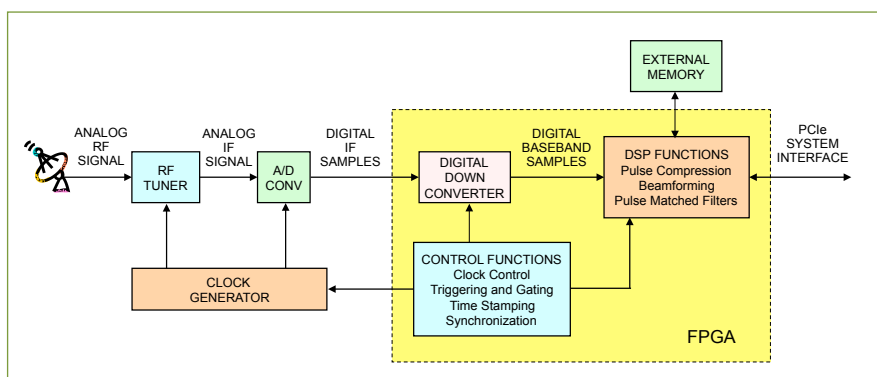 EXTERNAL
MEMORY
ANALOG
RF
SIGNAL
ANALOG
IF
SIGNAL
DIGITAL
IF
SAMPLES
DIGITAL
BASEBAND
SAMPLES
PCIe
SYSTEM
INTERFACE
RF
TUNER
A/D
CONV
DIGITAL
DOWN
CONVERTER
DSP FUNCTIONS
Pulse Compression
Beamforming
Pulse Matched Filters
CLOCK
GENERATOR
CONTROL FUNCTIONS
Clock Control
Triggering and Gating
Time Stamping
Synchronization
FPGA